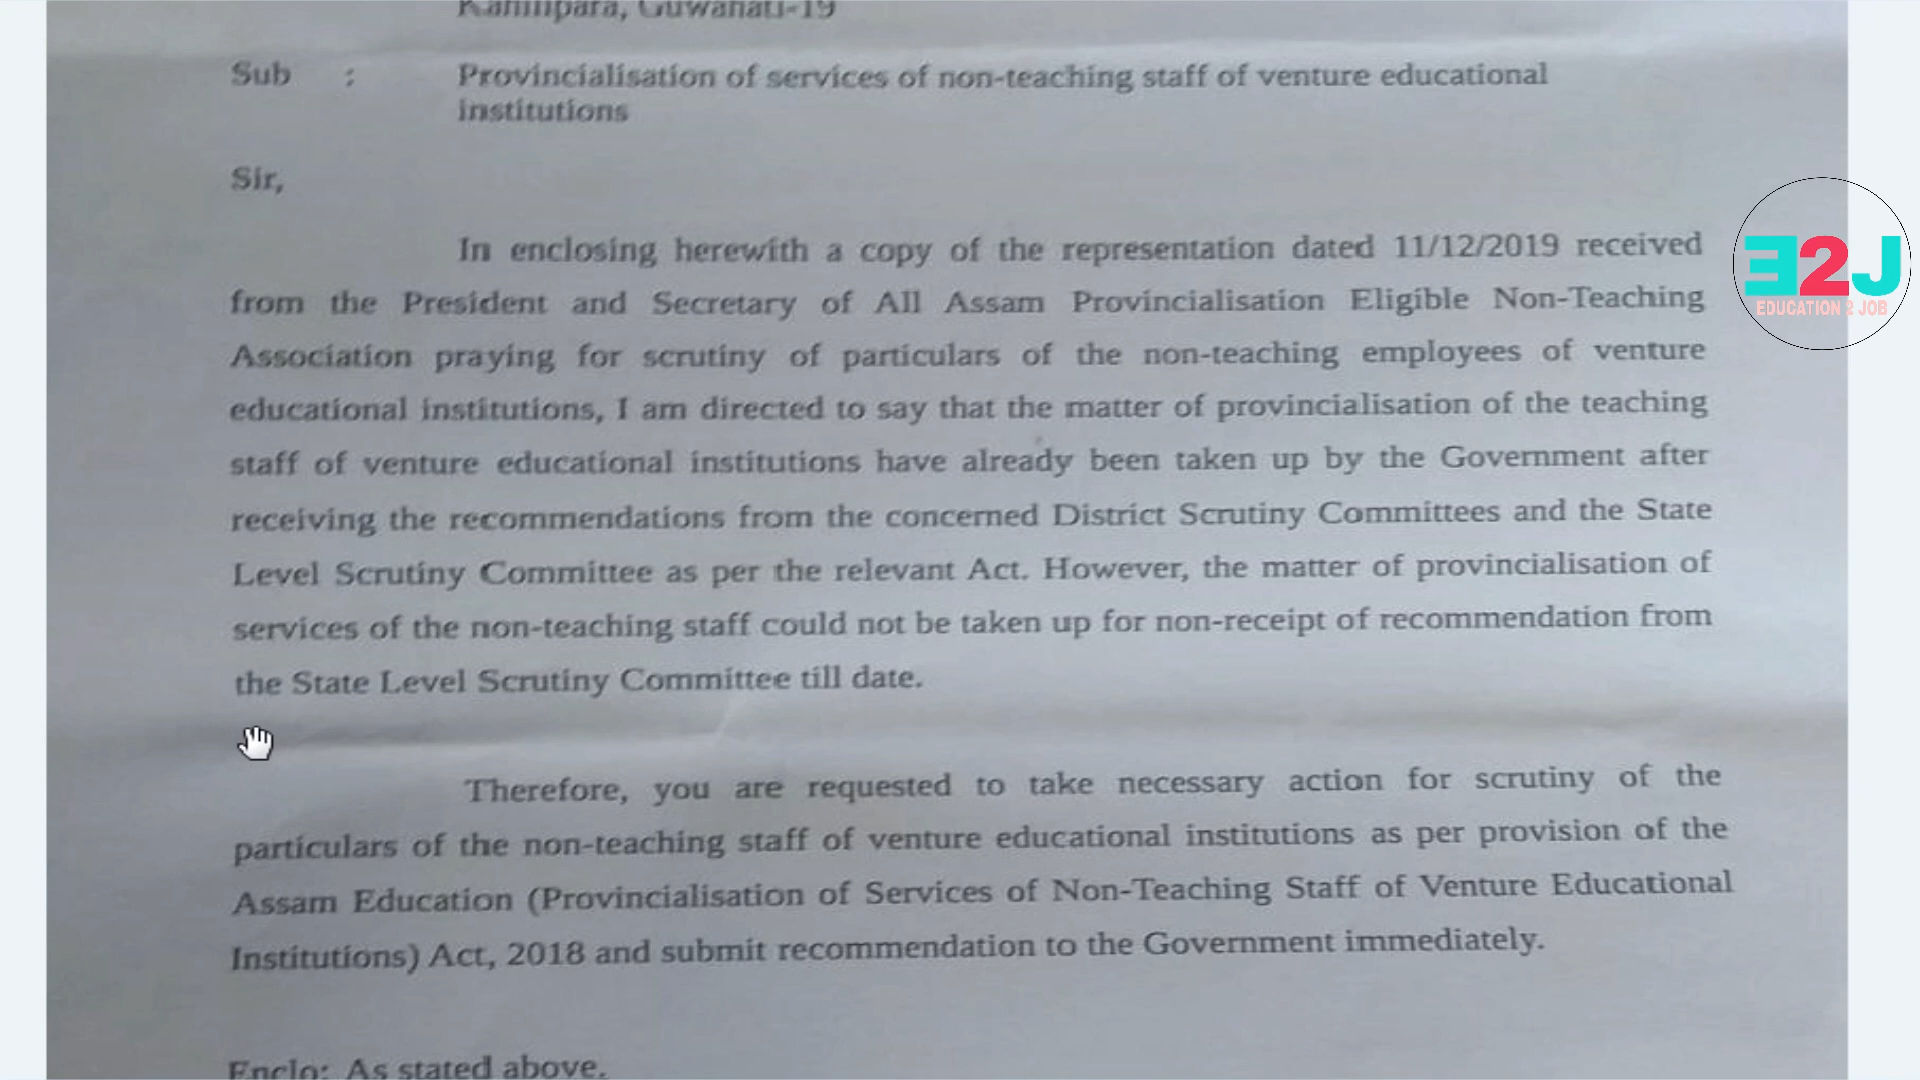 Kahilipara, Guwahati-19
Sub : Provincialisation of services of non-teaching staff of venture educational
institutions
Sir,
In enclosing herewith a copy of the representation dated 11/12/2019 received
from the President and Secretary of All Assam Provincialisation Eligible Non-Teaching
Association praying for scrutiny of particulars of the non-teaching employees of venture
educational institutions, I am directed to say that the matter of provincialisation of the teaching
staff of venture educational institutions have already been taken up by the Government after
receiving the recommendations from the concerned District Scrutiny Committees and the State
Level Scrutiny Committee as per the relevant Act. However, the matter of provincialisation of
services of the non-teaching staff could not be taken up for non-receipt of recommendation from
the State Level Scrutiny Committee till date.
Therefore, you are requested to take necessary action for scrutiny of the
particulars of the non-teaching staff of venture educational institutions as per provision of the
Assam Education (Provincialisation of Services of Non-Teaching Staff of Venture Educational
Institutions) Act, 2018 and submit recommendation to the Government immediately.
Enclo: As stated above.
E2J
EDUCATION 2 JOB